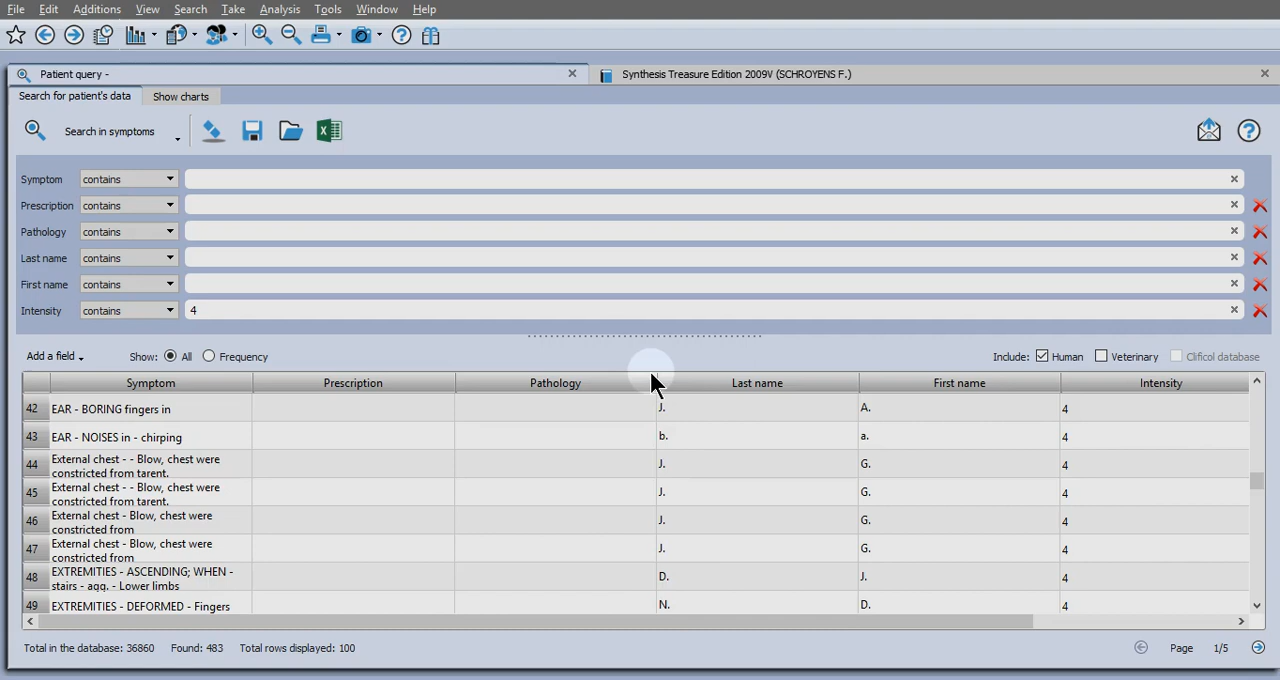 File Edit Additions View Search Take Analysis Tools Window Help
Patient query -
Synthesis Treasure Edition 2009V (SCHROYENS F.)
Search for patient's data Show charts
Search in symptoms
Symptom contains
Prescription contains
Pathology contains
Last name contains
First name contains
Intensity contains 4
Add a field Show: All Frequency Include: Human Veterinary Clificol database
Symptom Prescription Pathology Last name First name Intensity
42 EAR - BORING fingers in J. A. 4
43 EAR - NOISES in - chirping b. a. 4
44 External chest - - Blow, chest were
constricted from tarent. J. G. 4
45 External chest - - Blow, chest were
constricted from tarent. J. G. 4
46 External chest - Blow, chest were
constricted from J. G. 4
47 External chest - Blow, chest were
constricted from J. G. 4
48 EXTREMITIES - ASCENDING; WHEN -
stairs - agg. - Lower limbs D. J. 4
49 EXTREMITIES - DEFORMED - Fingers N. D. 4
Total in the database: 36860 Found: 483 Total rows displayed: 100 Page 1/5